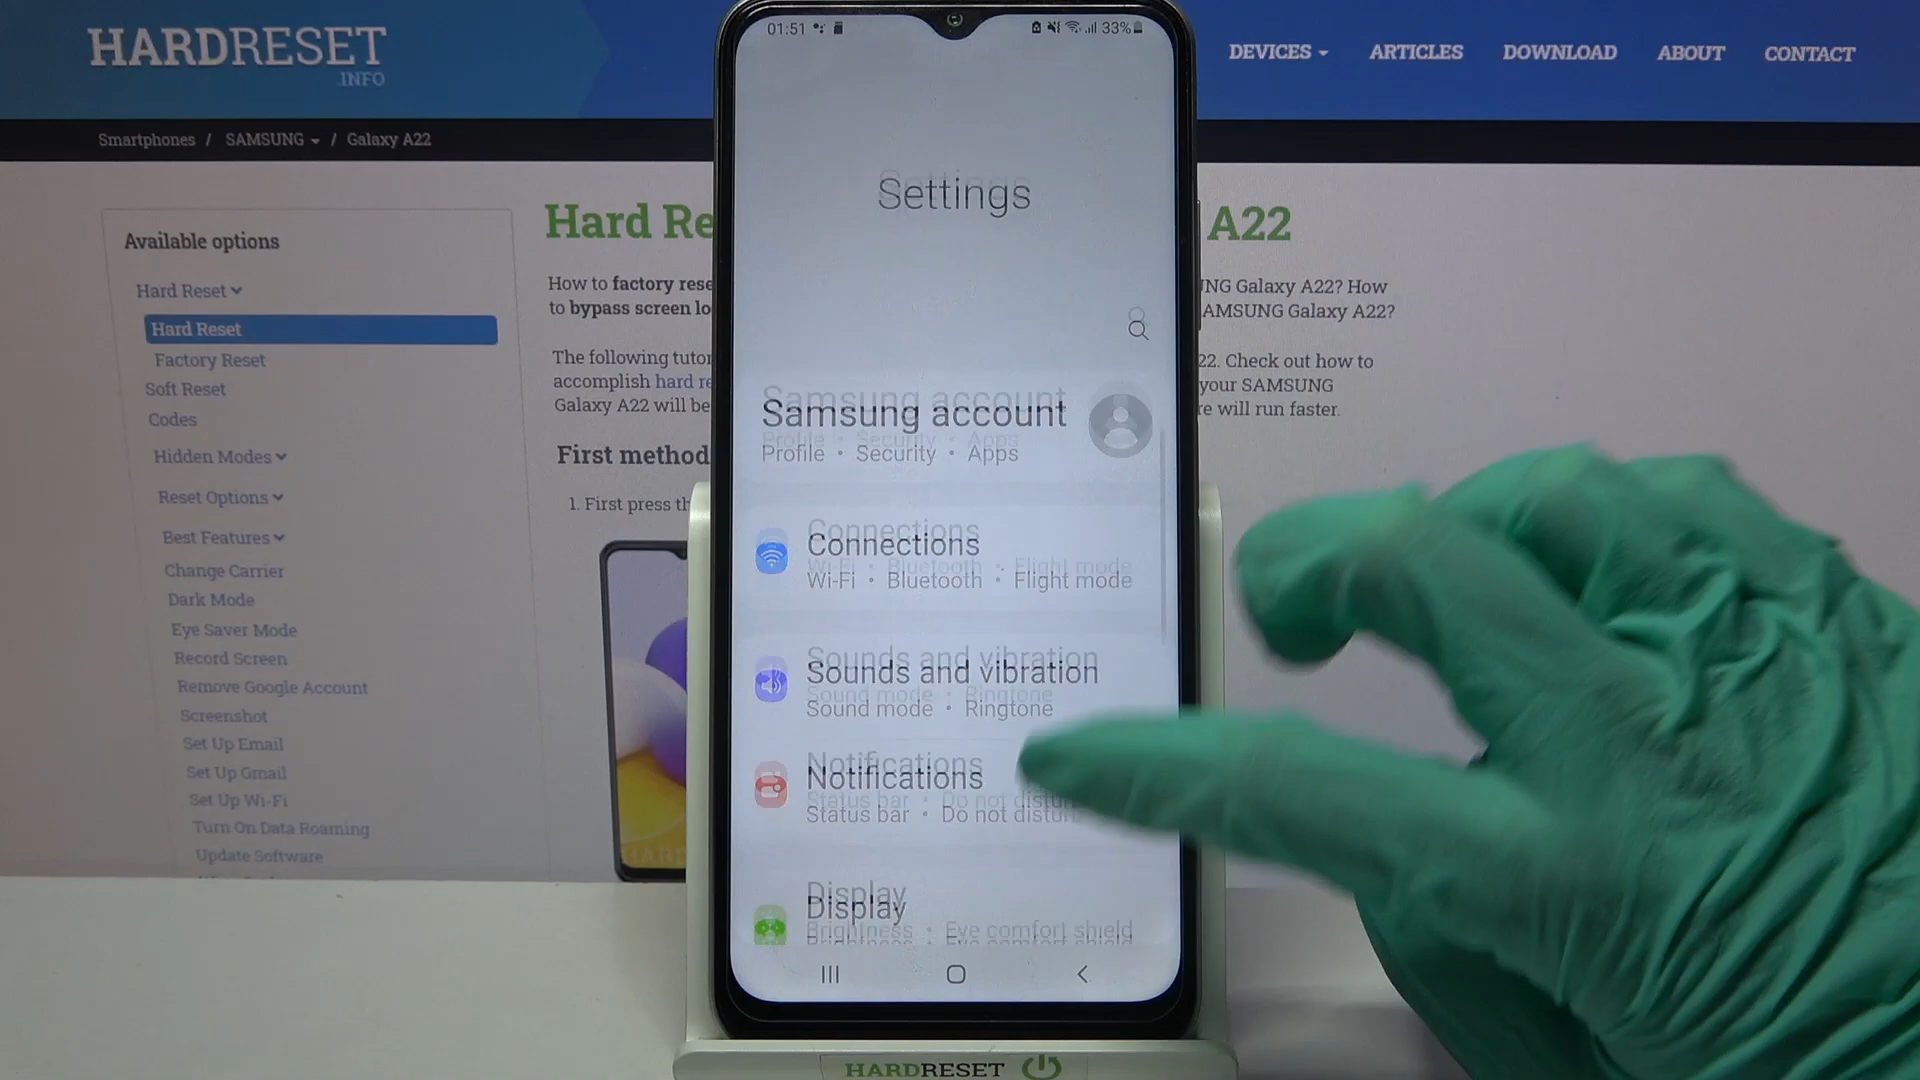 HARDRESET
.INFO
DEVICES
ARTICLES
DOWNLOAD
ABOUT
CONTACT
Smartphones / SAMSUNG / Galaxy A22
Available options
Hard Reset
Hard Reset
Factory Reset
Soft Reset
Codes
Hidden Modes
Reset Options
Best Features
Change Carrier
Dark Mode
Eye Saver Mode
Record Screen
Remove Google Account
Screenshot
Set Up Email
Set Up Gmail
Set Up Wi-Fi
Turn On Data Roaming
Update Software
Hard Re
A22
How to factory rese
NG Galaxy A22? How
to bypass screen lo
AMSUNG Galaxy A22?
The following tutor
22. Check out how to
accomplish hard re
your SAMSUNG
Galaxy A22 will be
re will run faster.
First method
1. First press th
01:51
33%
Settings
Samsung account
Profile • Security • Apps
Connections
Wi-Fi • Bluetooth • Flight mode
Sounds and vibration
Sound mode • Ringtone
Notifications
Status bar • Do not disturb
Display
Brightness • Eye comfort shield
HARDRESET